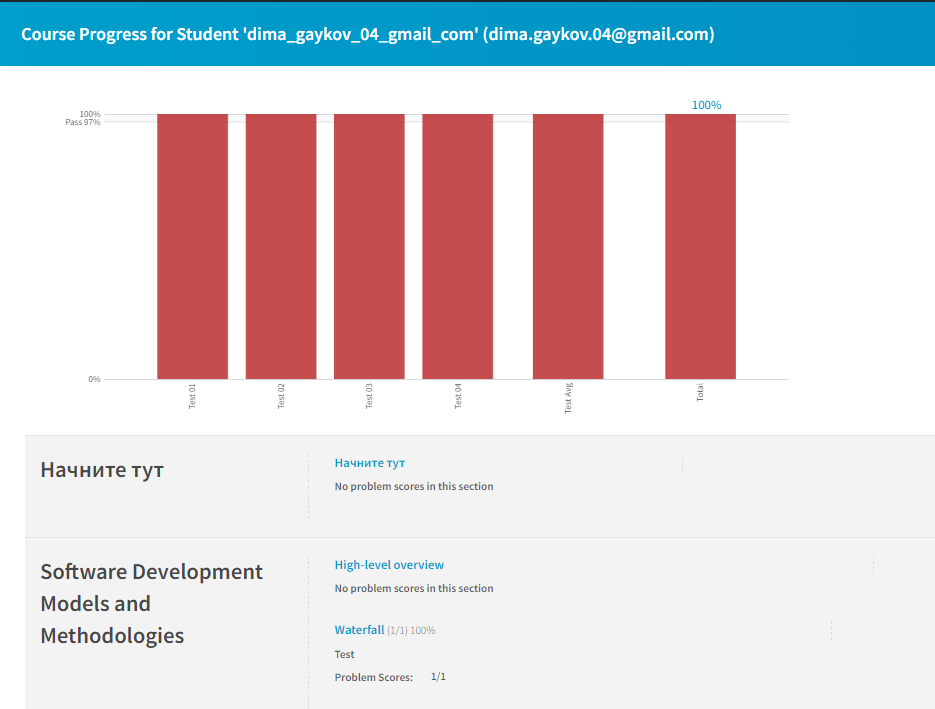 Course Progress for Student 'dima_gaykov_04_gmail_com' (dima.gaykov.04@gmail.com)
100%
100%
Pass 97%
0%
Test 01
Test 02
Test 03
Test 04
Test Avg
Total
Начните тут
Начните тут
No problem scores in this section
Software Development
Models and
Methodologies
High-level overview
No problem scores in this section
Waterfall (1/1) 100%
Test
Problem Scores: 1/1